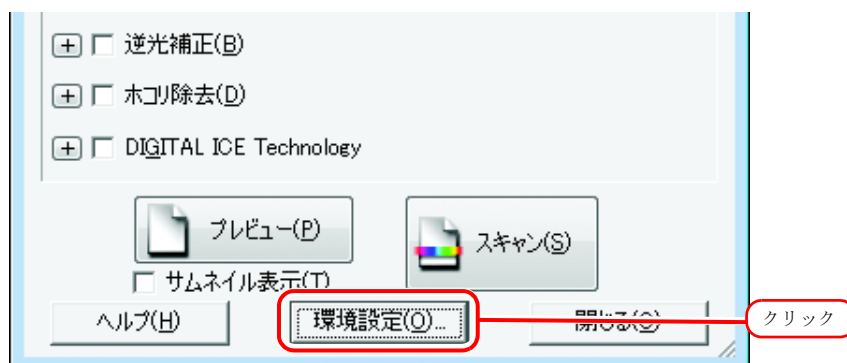 逆光補正(B)
ホコリ除去(D)
DIGITAL ICE Technology
プレビュー(P)
スキャン(S)
サムネイル表示(T)
ヘルプ(H)
環境設定(O)...
閉じる(C)
クリック